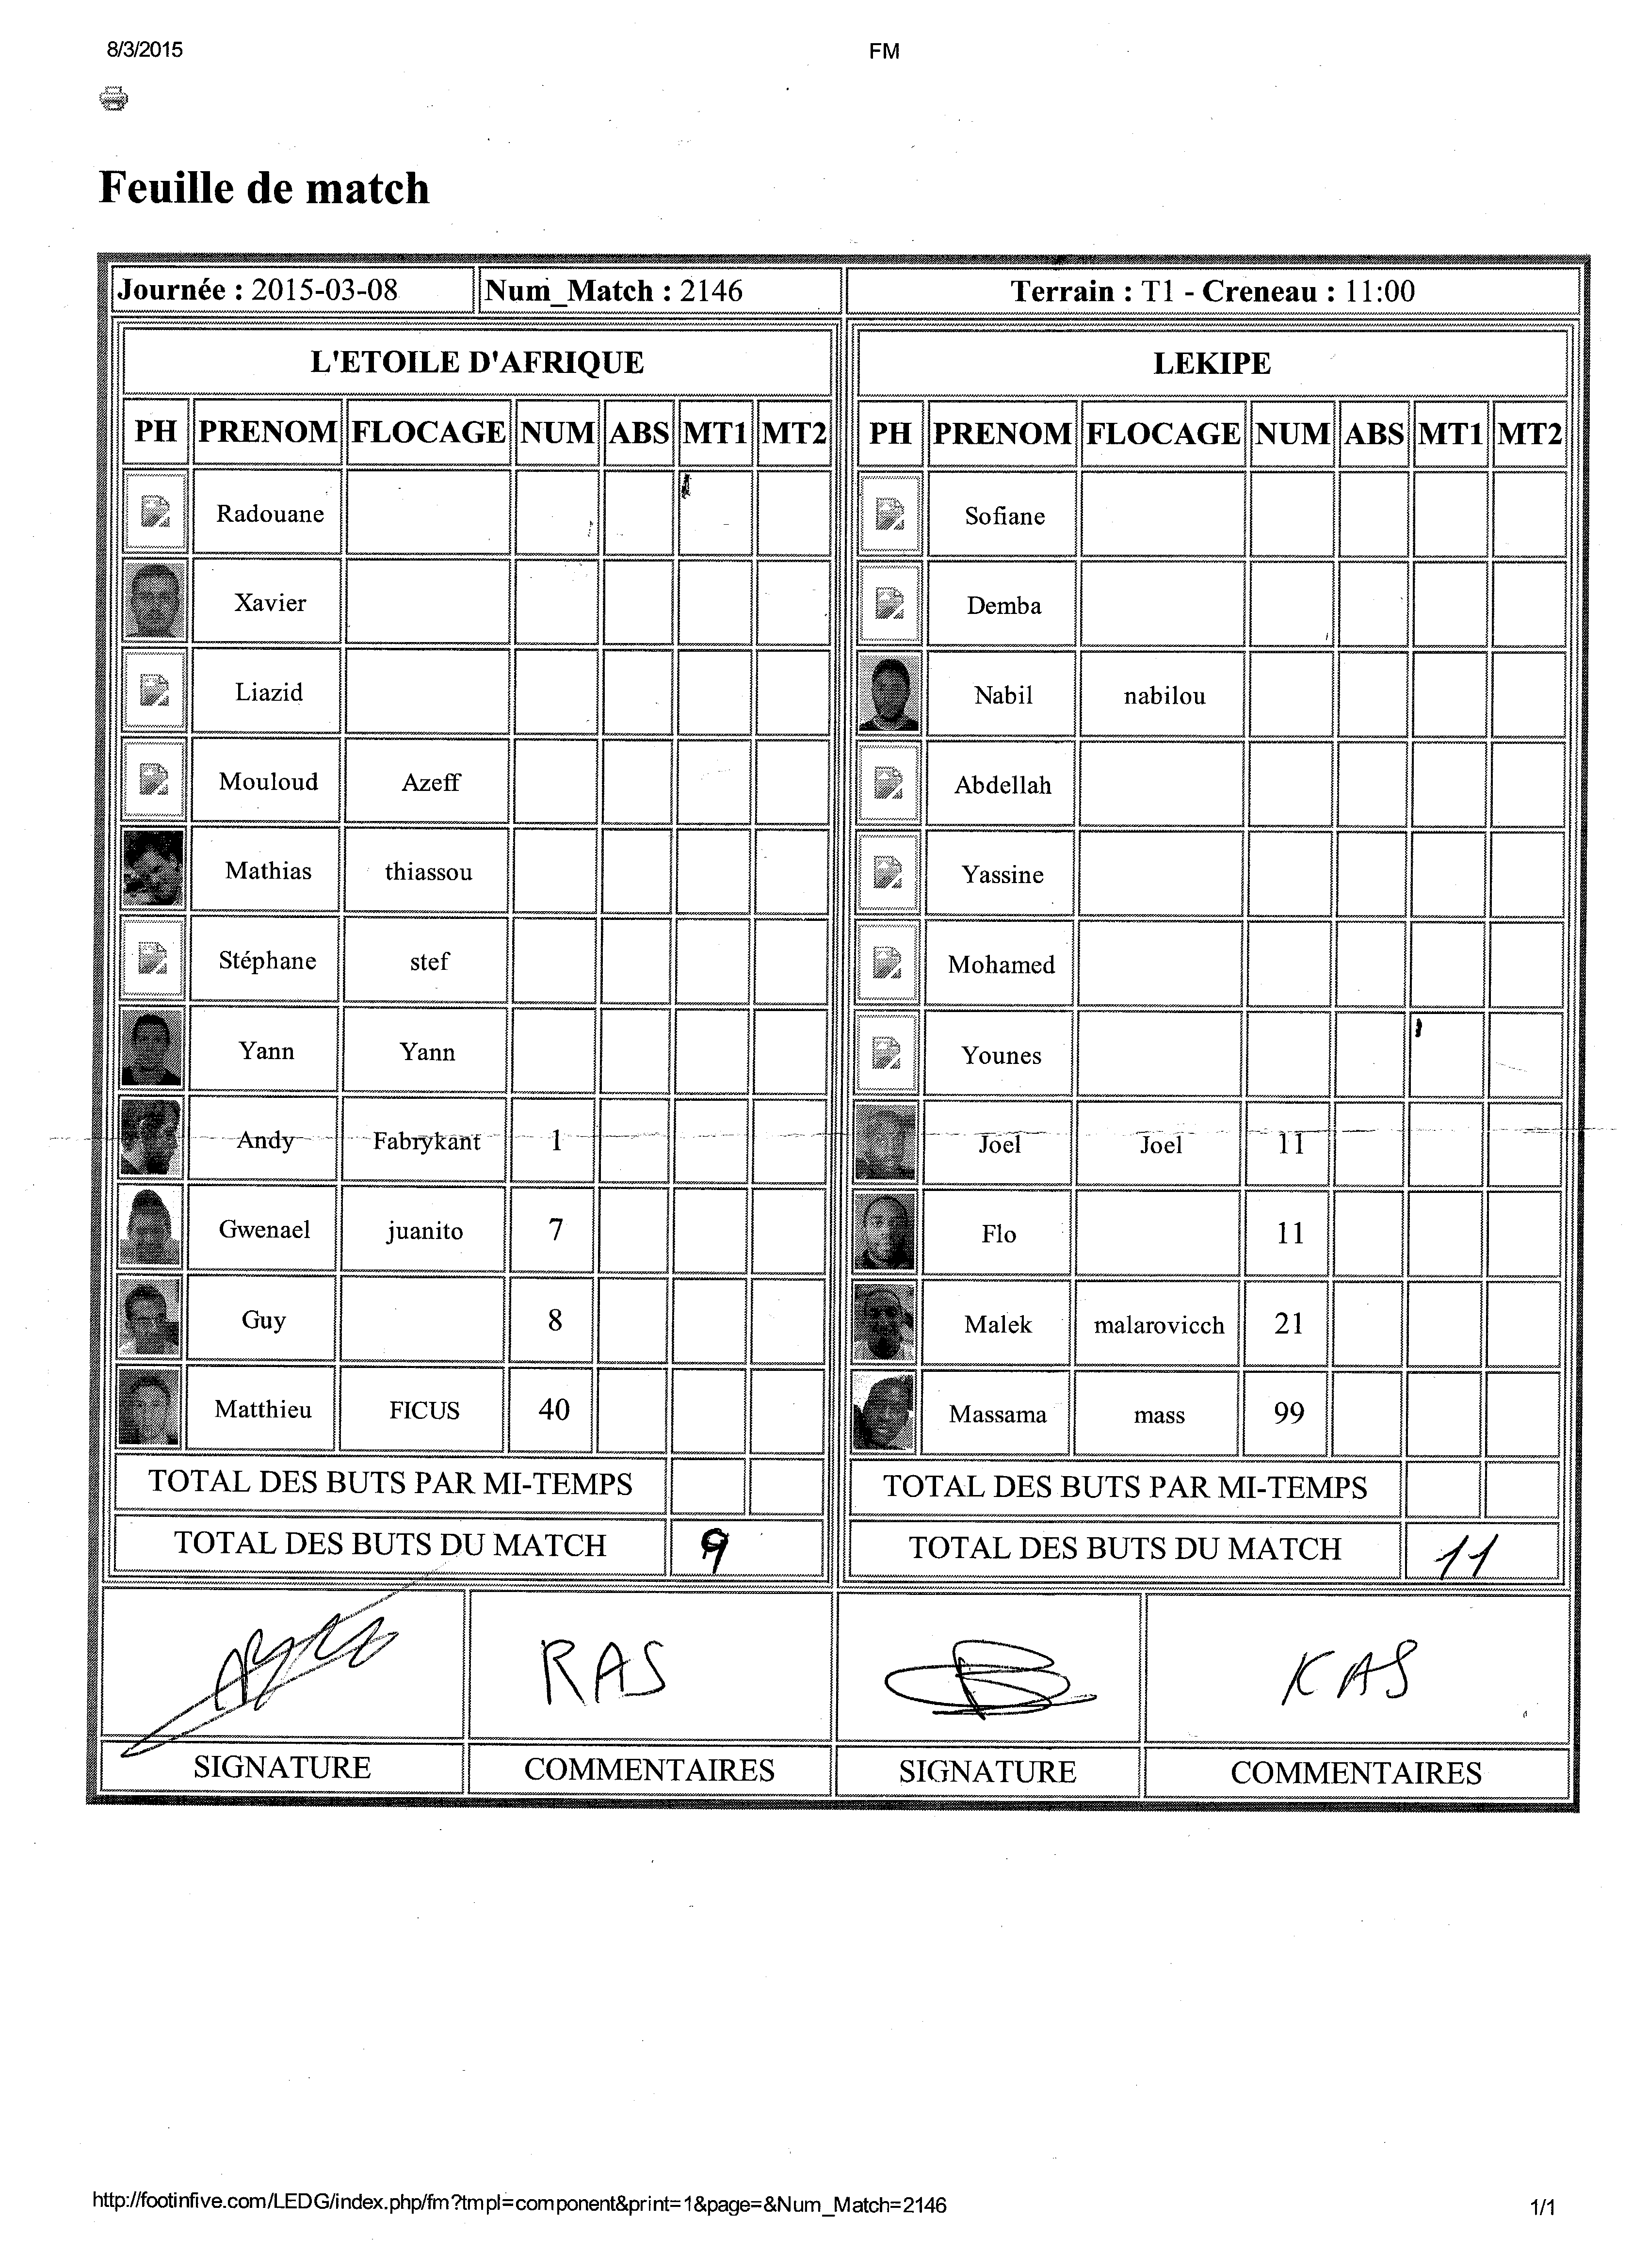 8/3/2015 FM
Feuille de match
Journée : 2015-03-08 Num_Match : 2146 Terrain : T1 - Creneau : 11:00
L'ETOILE D'AFRIQUE LEKIPE
PH PRENOM FLOCAGE NUM ABS MT1 MT2 PH PRENOM FLOCAGE NUM ABS MT1 MT2
Radouane Sofiane
Xavier Demba
Liazid Nabil nabilou
Mouloud Azeff Abdellah
Mathias thiassou Yassine
Stéphane stef Mohamed
Yann Yann Younes
Andy Fabrykant 1 Joel Joel 11
Gwenael juanito 7 Flo 11
Guy 8 Malek malarovicch 21
Matthieu FICUS 40 Massama mass 99
TOTAL DES BUTS PAR MI-TEMPS TOTAL DES BUTS PAR MI-TEMPS
TOTAL DES BUTS DU MATCH 9 TOTAL DES BUTS DU MATCH 11
RAS RAS
SIGNATURE COMMENTAIRES SIGNATURE COMMENTAIRES
http://footinfive.com/LEDG/index.php/fm?tmpl=component&print=1&page=&Num_Match=2146 1/1